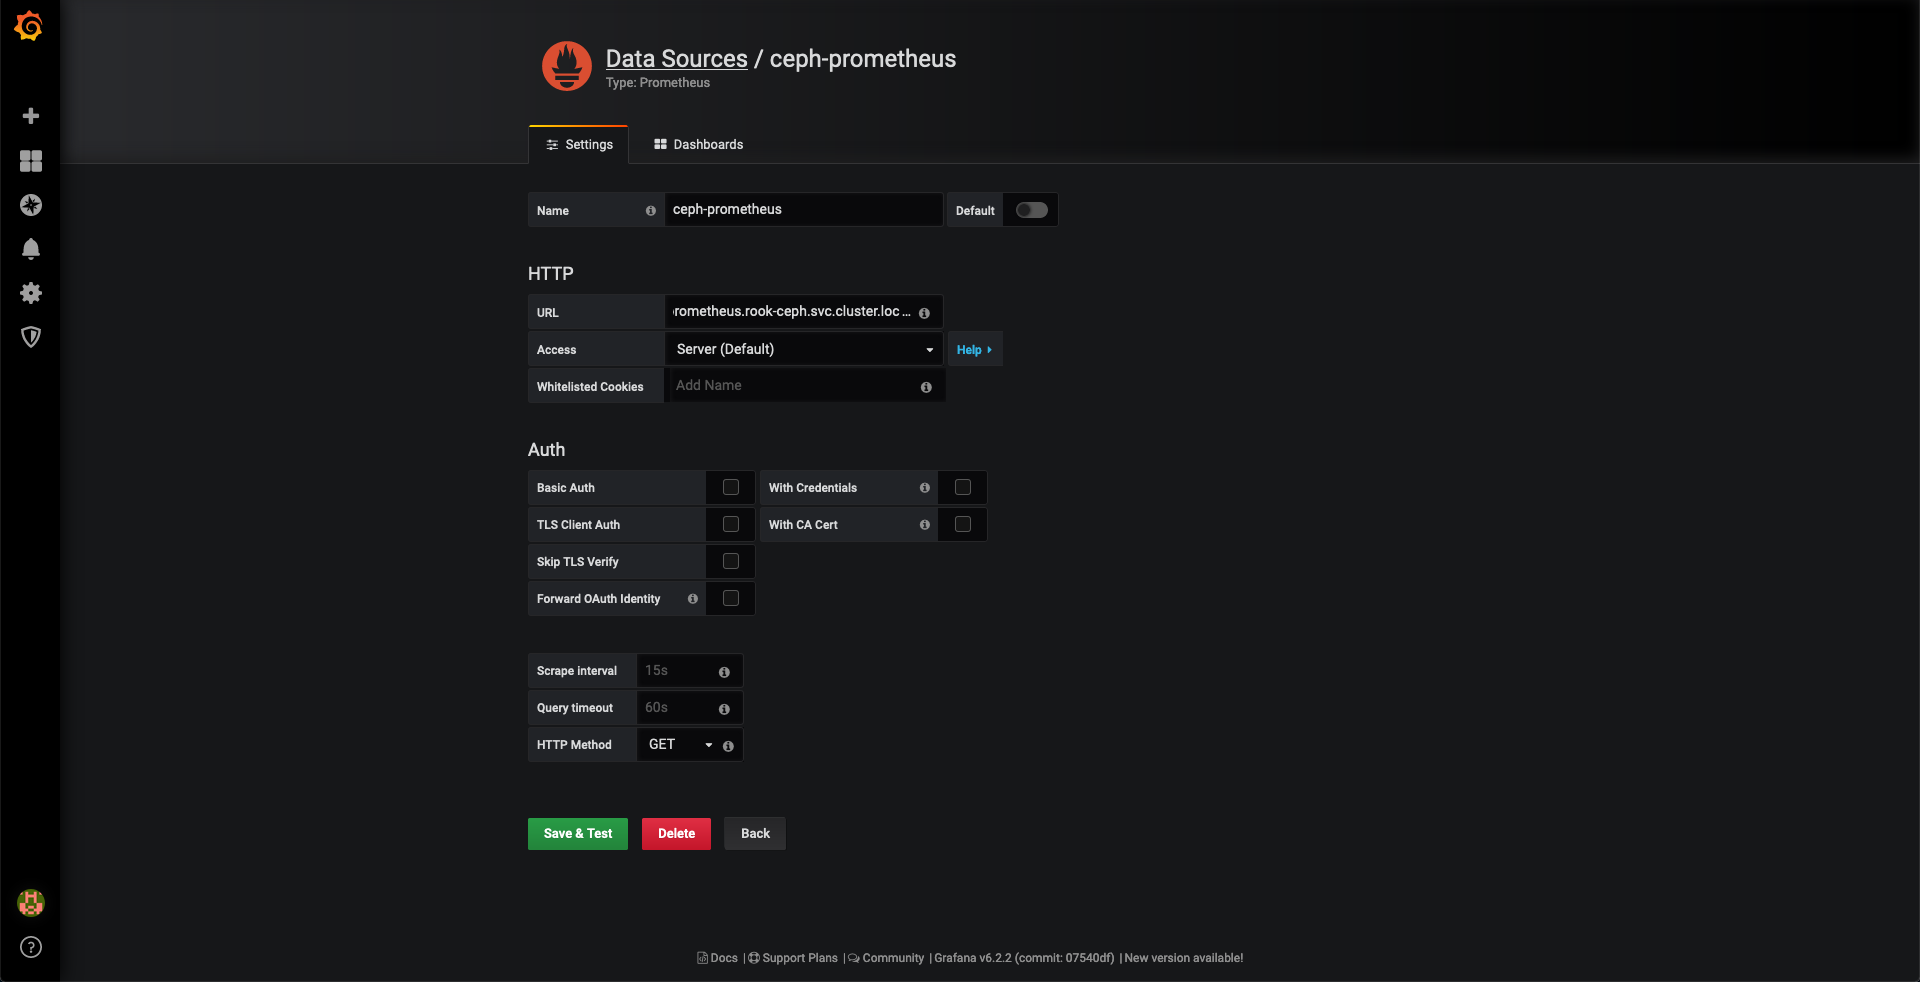 Data Sources / ceph-prometheus
Type: Prometheus
Settings
Dashboards
Name
ceph-prometheus
Default
HTTP
URL
rometheus.rook-ceph.svc.cluster.loc ...
Access
Server (Default)
Help
Whitelisted Cookies
Add Name
Auth
Basic Auth
With Credentials
TLS Client Auth
With CA Cert
Skip TLS Verify
Forward OAuth Identity
Scrape interval
15s
Query timeout
60s
HTTP Method
GET
Save & Test
Delete
Back
Docs | Support Plans | Community | Grafana v6.2.2 (commit: 07540df) | New version available!